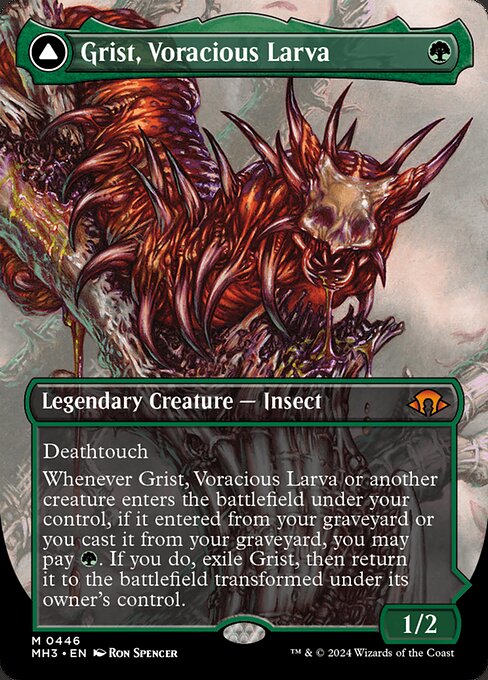 Grist, Voracious Larva
Legendary Creature — Insect
Deathtouch
Whenever Grist, Voracious Larva or another
creature enters the battlefield under your
control, if it entered from your graveyard or
you cast it from your graveyard, you may
pay . If you do, exile Grist, then return
it to the battlefield transformed under its
owner's control.
1/2
M 0446
MH3 • EN Ron Spencer
™ & © 2024 Wizards of the Coast